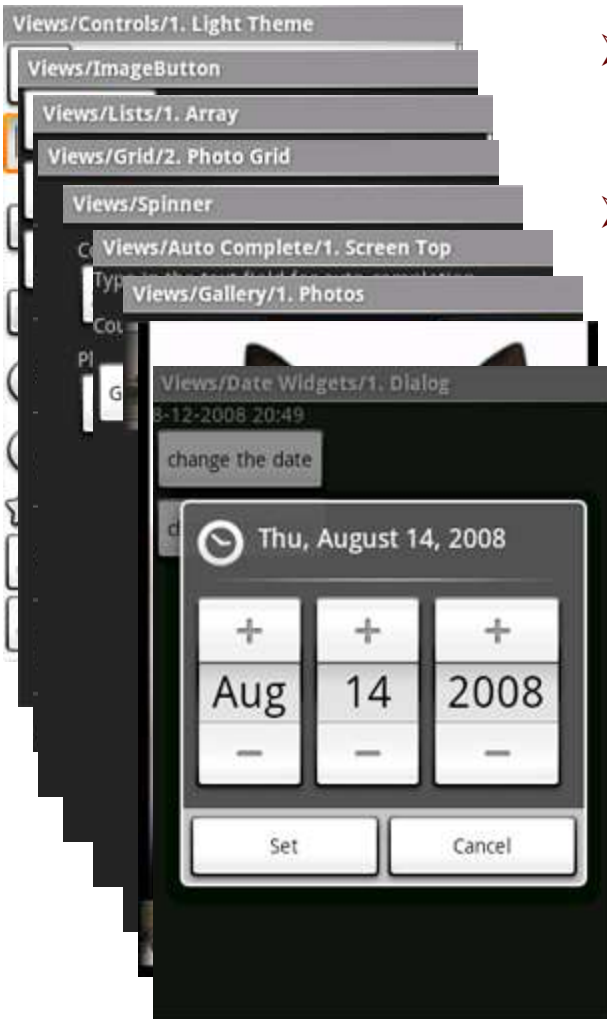 Views/Controls/1. Light Theme
Views/ImageButton
Views/Lists/1. Array
Views/Grid/2. Photo Grid
Views/Spinner
Views/Auto Complete/1. Screen Top
Views/Gallery/1. Photos
Views/Date Widgets/1. Dialog
8-12-2008 20:49
change the date
Thu, August 14, 2008
Aug 14 2008
Set Cancel